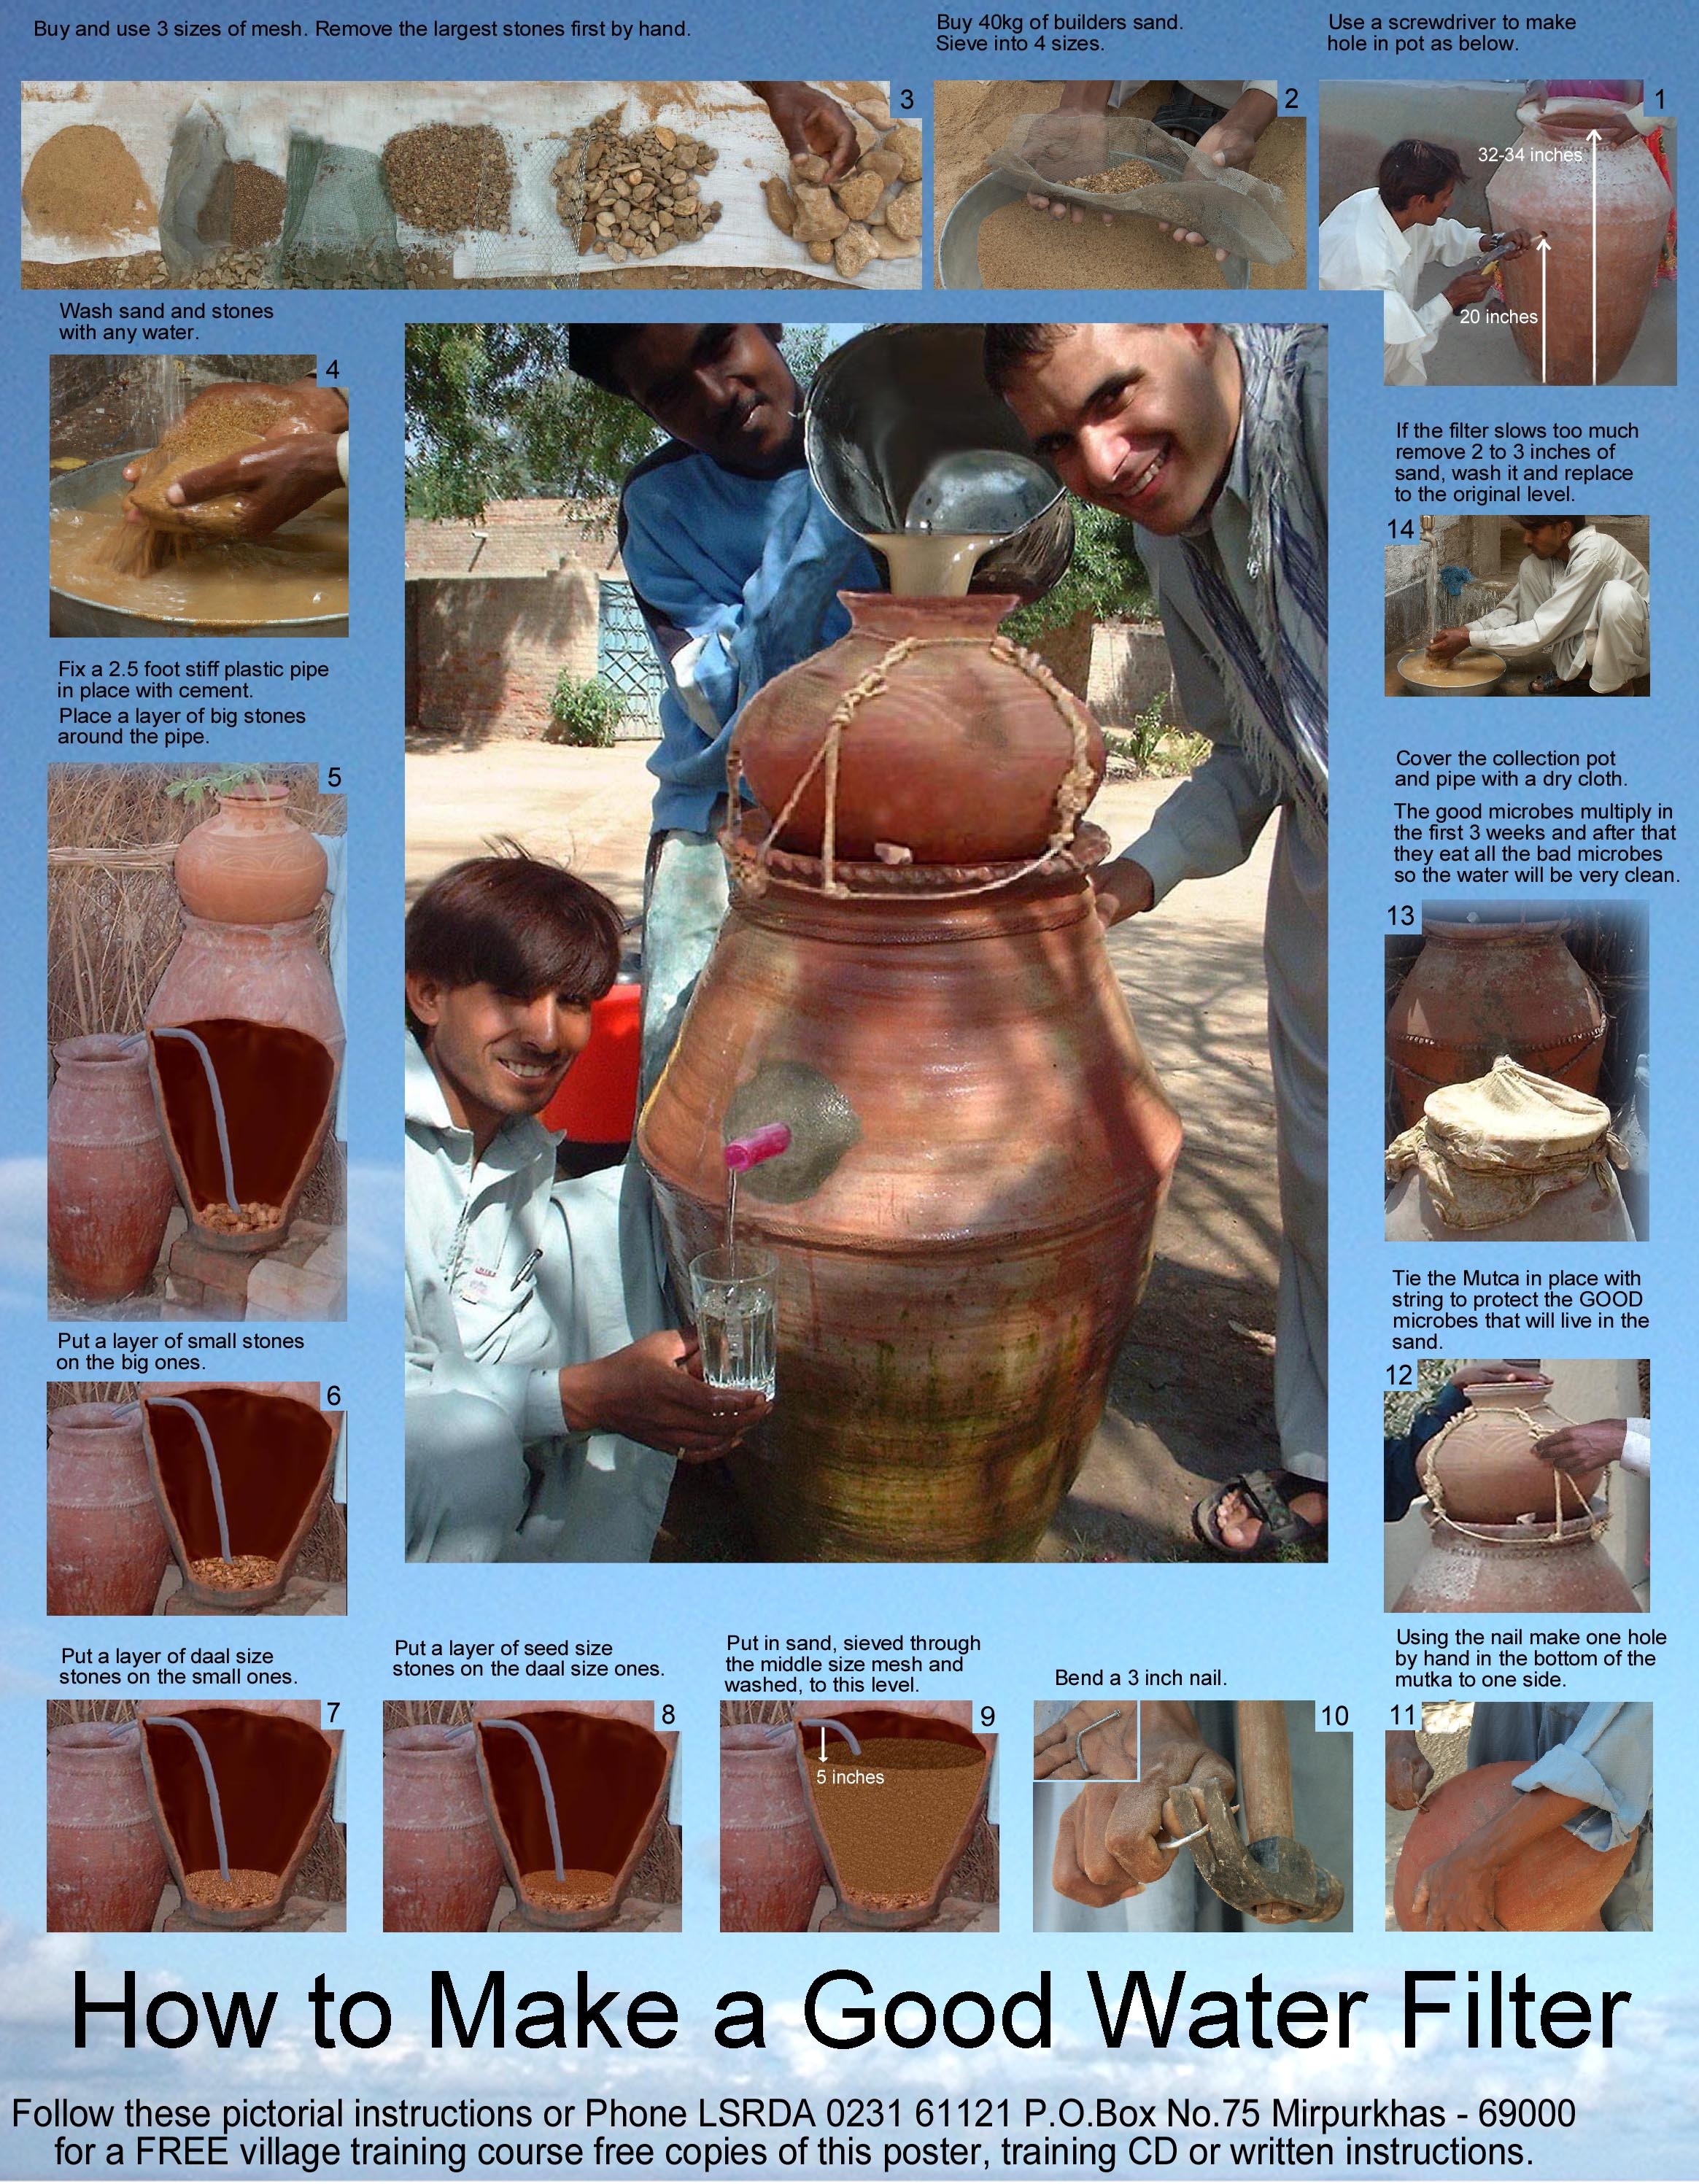 Buy and use 3 sizes of mesh. Remove the largest stones first by hand.
3
Buy 40kg of builders sand.
Sieve into 4 sizes.
2
Use a screwdriver to make
hole in pot as below.
1
32-34 inches
20 inches
Wash sand and stones
with any water.
4
Fix a 2.5 foot stiff plastic pipe
in place with cement.
Place a layer of big stones
around the pipe.
5
Put a layer of small stones
on the big ones.
6
Put a layer of daal size
stones on the small ones.
7
Put a layer of seed size
stones on the daal size ones.
8
Put in sand, sieved through
the middle size mesh and
washed, to this level.
9
5 inches
Bend a 3 inch nail.
10
Using the nail make one hole
by hand in the bottom of the
mutka to one side.
11
Tie the Mutca in place with
string to protect the GOOD
microbes that will live in the
sand.
12
Cover the collection pot
and pipe with a dry cloth.
The good microbes multiply in
the first 3 weeks and after that
they eat all the bad microbes
so the water will be very clean.
13
If the filter slows too much
remove 2 to 3 inches of
sand, wash it and replace
to the original level.
14
How to Make a Good Water Filter
Follow these pictorial instructions or Phone LSRDA 0231 61121 P.O.Box No.75 Mirpurkhas - 69000
for a FREE village training course free copies of this poster, training CD or written instructions.